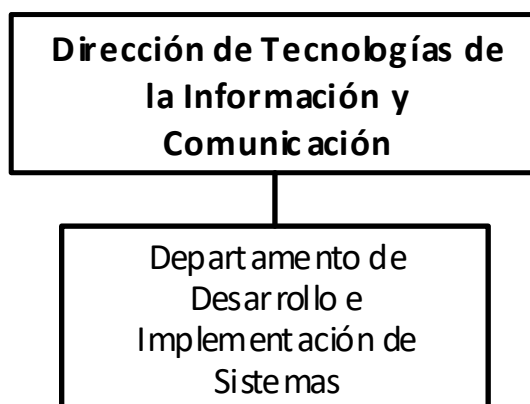 Dirección de Tecnologías de
la Información y
Comunicación
Departamento de
Desarrollo e
Implementación de
Sistemas